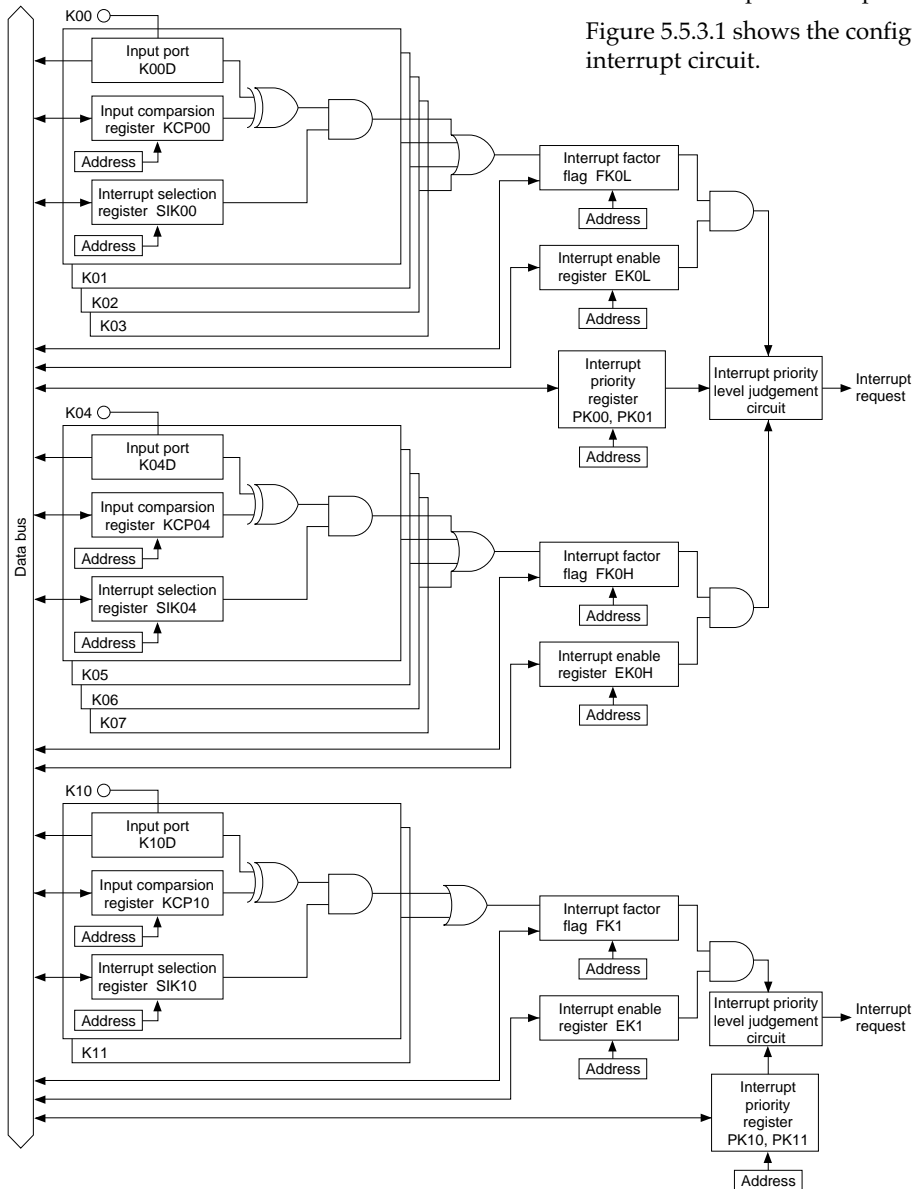 Figure 5.5.3.1 shows the config
interrupt circuit.
Data bus
K00
Input port
K00D
Input comparsion
register KCP00
Address
Interrupt selection
register SIK00
Address
K01
K02
K03
Interrupt factor
flag FK0L
Address
Interrupt enable
register EK0L
Address
Interrupt
priority
register
PK00, PK01
Address
Interrupt priority
level judgement
circuit
Interrupt
request
K04
Input port
K04D
Input comparsion
register KCP04
Address
Interrupt selection
register SIK04
Address
K05
K06
K07
Interrupt factor
flag FK0H
Address
Interrupt enable
register EK0H
Address
K10
Input port
K10D
Input comparsion
register KCP10
Address
Interrupt selection
register SIK10
Address
K11
Interrupt factor
flag FK1
Address
Interrupt enable
register EK1
Address
Interrupt priority
level judgement
circuit
Interrupt
request
Interrupt
priority
register
PK10, PK11
Address